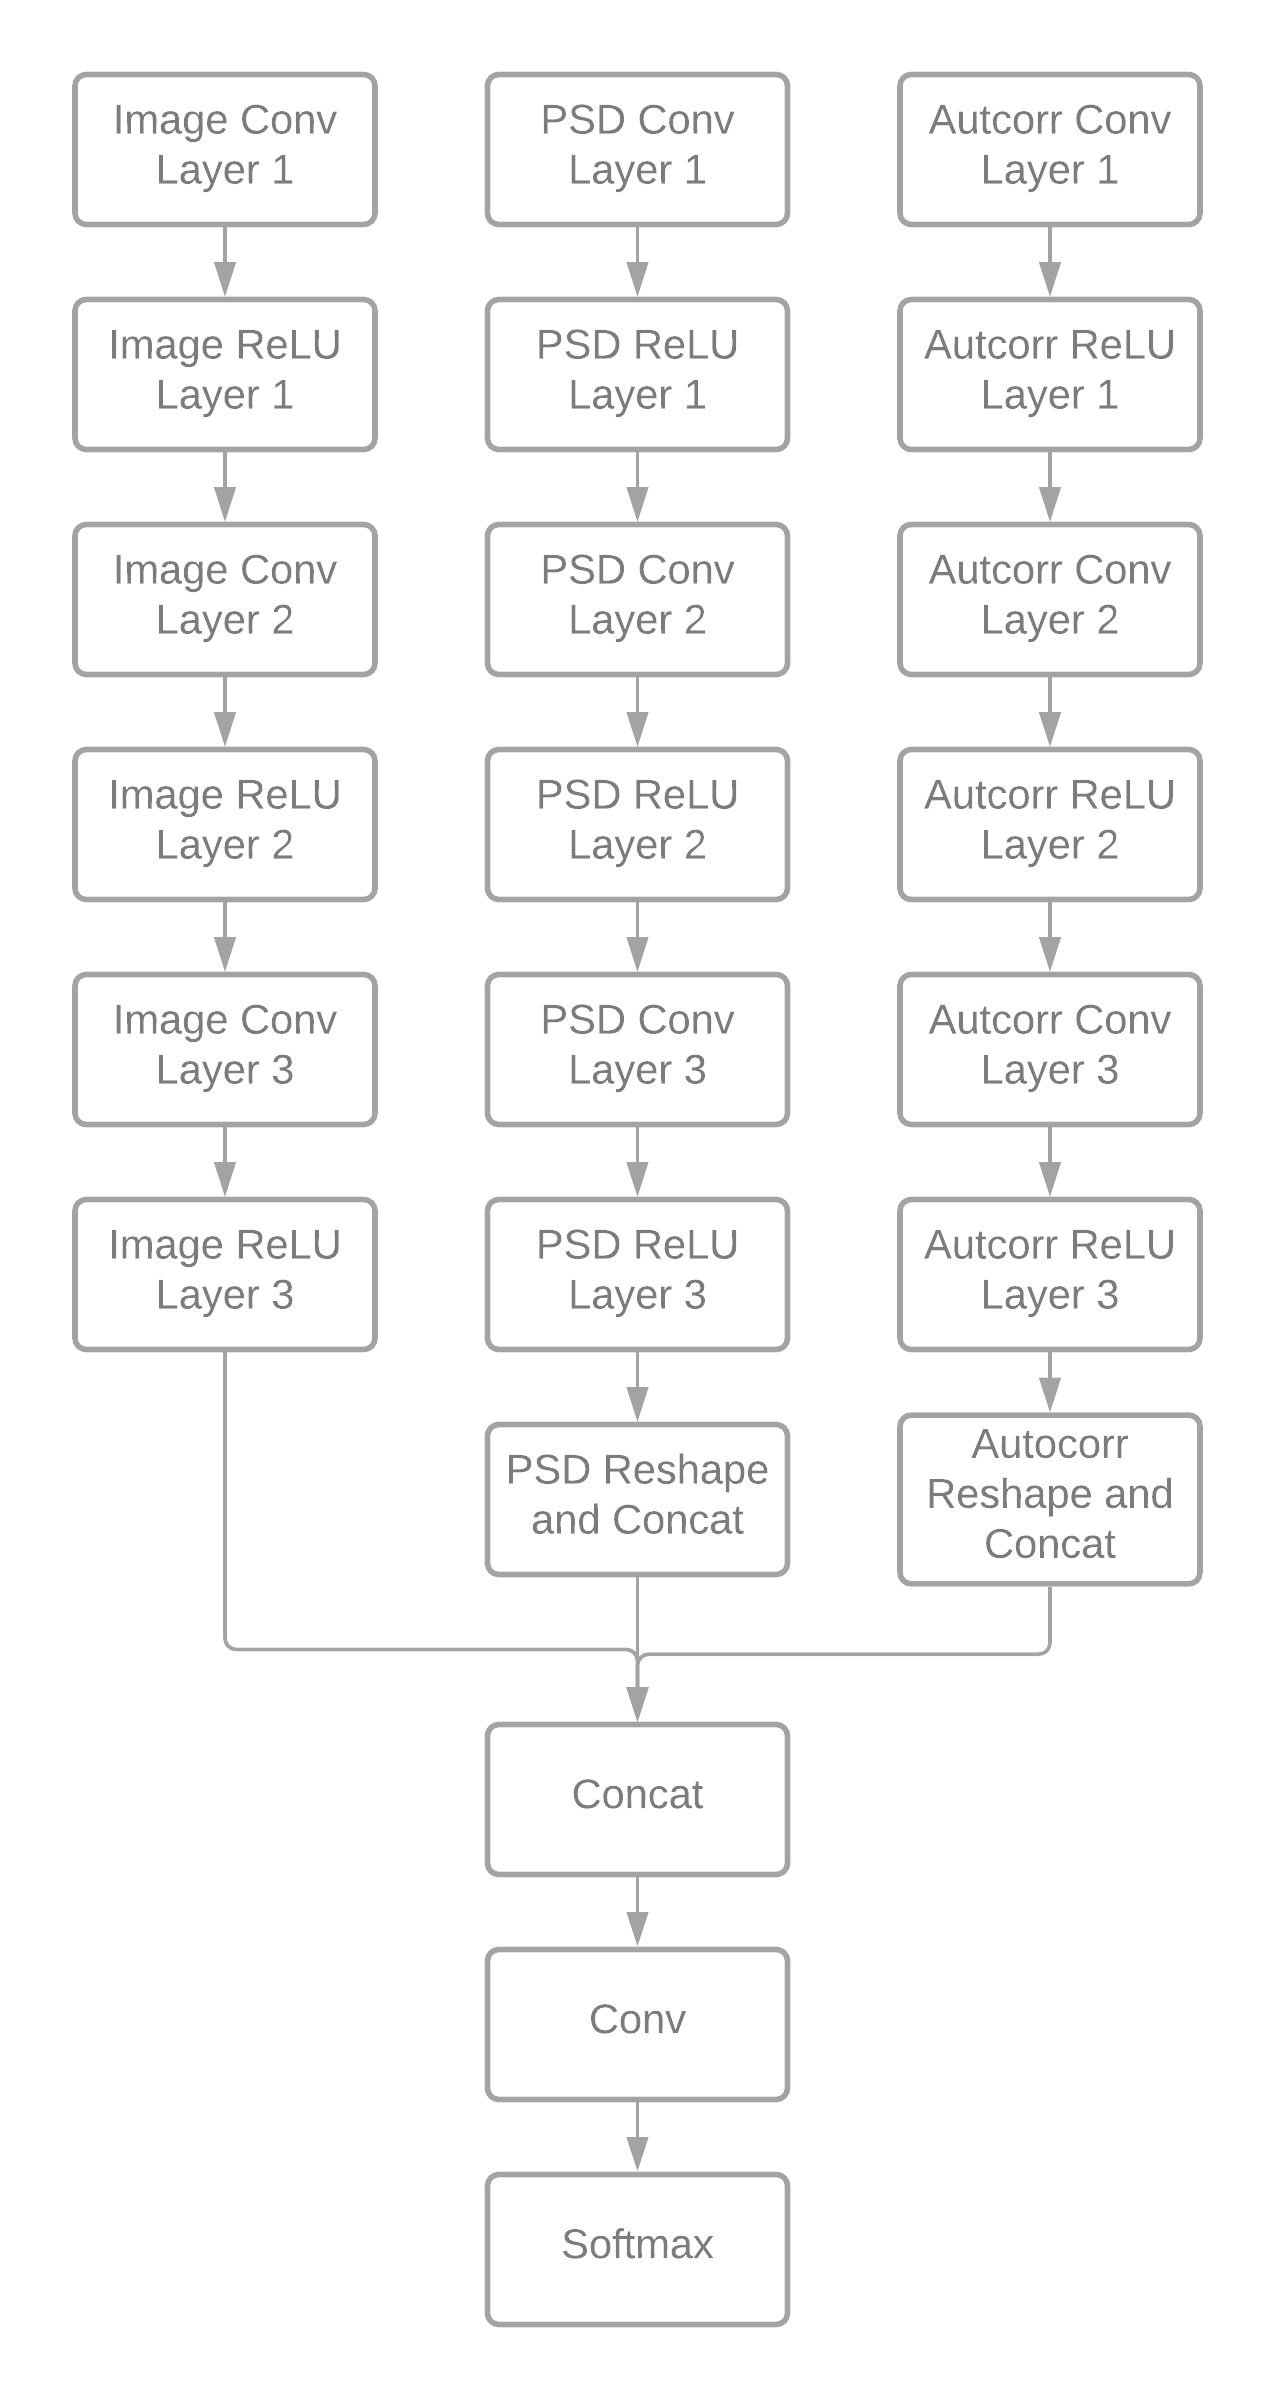 Image Conv
Layer 1
PSD Conv
Layer 1
Autcorr Conv
Layer 1
Image ReLU
Layer 1
PSD ReLU
Layer 1
Autcorr ReLU
Layer 1
Image Conv
Layer 2
PSD Conv
Layer 2
Autcorr Conv
Layer 2
Image ReLU
Layer 2
PSD ReLU
Layer 2
Autcorr ReLU
Layer 2
Image Conv
Layer 3
PSD Conv
Layer 3
Autcorr Conv
Layer 3
Image ReLU
Layer 3
PSD ReLU
Layer 3
Autcorr ReLU
Layer 3
PSD Reshape
and Concat
Autocorr
Reshape and
Concat
Concat
Conv
Softmax